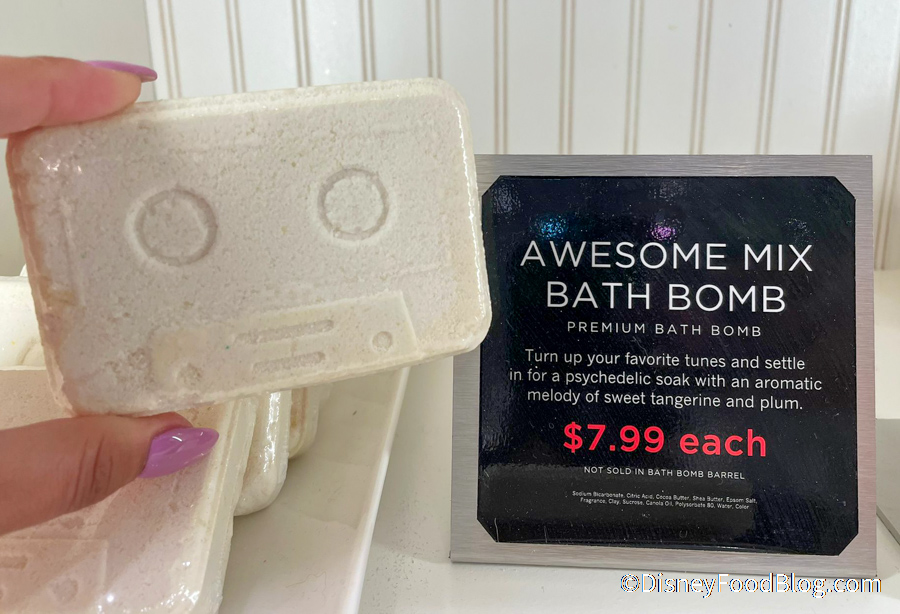 AWESOME MIX
BATH BOMB
PREMIUM BATH BOMB
Turn up your favorite tunes and settle
in for a psychedelic soak with an aromatic
melody of sweet tangerine and plum.
$7.99 each
NOT SOLD IN BATH BOMB BARREL
Sodium Bicarbonate, Citric Acid, Cocoa Butter, Shea Butter, Epsom Salt,
Fragrance, Clay, Sucrose, Canola Oil, Polysorbate 80, Water, Color
©DisneyFoodBlog.com